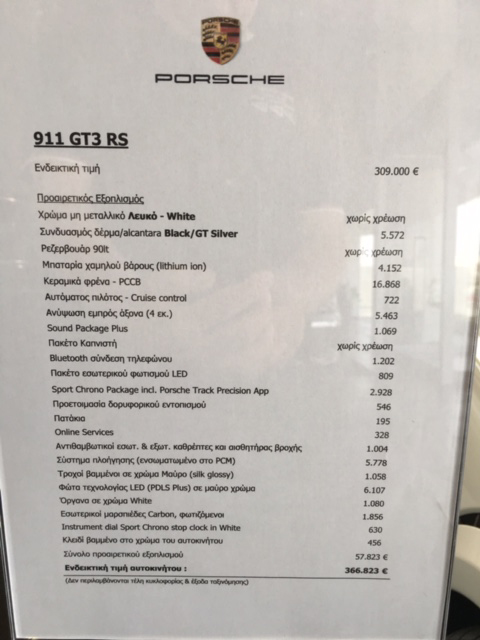 PORSCHE
PORSCHE
911 GT3 RS
Ενδεικτική τιμή 309.000 €
Προαιρετικός Εξοπλισμός
Χρώμα μη μεταλλικό Λευκό - White χωρίς χρέωση
Συνδυασμός δέρμα/alcantara Black/GT Silver 5.572
Ρεζερβουάρ 90lt χωρίς χρέωση
Μπαταρία χαμηλού βάρους (lithium ion) 4.152
Κεραμικά φρένα - PCCB 16.868
Αυτόματος πιλότος - Cruise control 722
Ανύψωση εμπρός άξονα (4 εκ.) 5.463
Sound Package Plus 1.069
Πακέτο Καπνιστή χωρίς χρέωση
Bluetooth σύνδεση τηλεφώνου 1.202
Πακέτο εσωτερικού φωτισμού LED 809
Sport Chrono Package incl. Porsche Track Precision App 2.928
Προετοιμασία δορυφορικού εντοπισμού 546
Πατάκια 195
Online Services 328
Αντιθαμβωτικοί εσωτ. & εξωτ. καθρέπτες και αισθητήρας βροχής 1.004
Σύστημα πλοήγησης (ενσωματωμένο στο PCM) 5.778
Τροχοί βαμμένοι σε χρώμα Μαύρο (silk glossy) 1.058
Φώτα τεχνολογίας LED (PDLS Plus) σε μαύρο χρώμα 6.107
Όργανα σε χρώμα White 1.080
Εσωτερικοί μαρσπιέδες Carbon, φωτιζόμενοι 1.856
Instrument dial Sport Chrono stop clock in White 630
Κλειδί βαμμένο στο χρώμα του αυτοκινήτου 456
Σύνολο προαιρετικού εξοπλισμού 57.823 €
Ενδεικτική τιμή αυτοκινήτου : 366.823 €
(Δεν περιλαμβάνονται τέλη κυκλοφορίας & έξοδα ταξινόμησης)